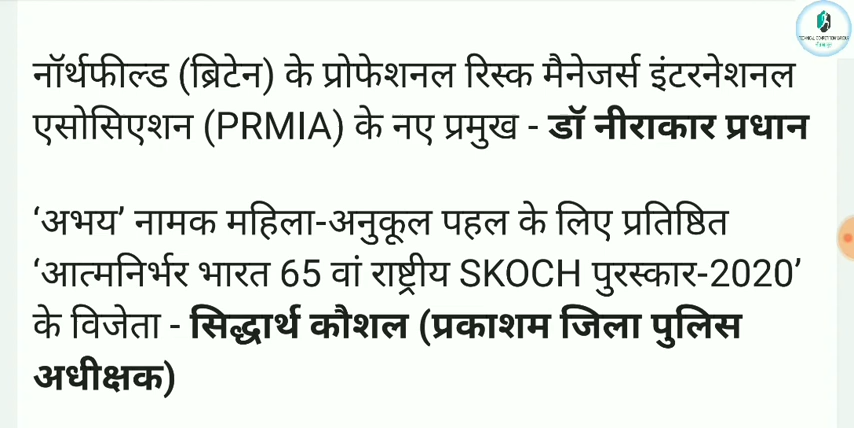 नॉर्थफील्ड (ब्रिटेन) के प्रोफेशनल रिस्क मैनेजर्स इंटरनेशनल
एसोसिएशन (PRMIA) के नए प्रमुख - डॉ नीराकार प्रधान
‘अभय’ नामक महिला-अनुकूल पहल के लिए प्रतिष्ठित
‘आत्मनिर्भर भारत 65 वां राष्ट्रीय SKOCH पुरस्कार-2020’
के विजेता - सिद्धार्थ कौशल (प्रकाशम जिला पुलिस
अधीक्षक)